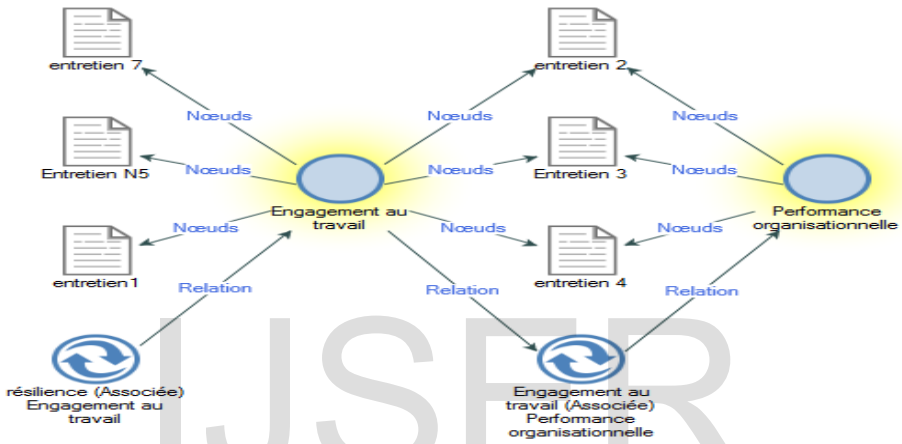 entretien 7
entretien 2
Nœuds
Nœuds
Nœuds
Entretien N5
Nœuds
Nœuds
Entretien 3
Nœuds
Engagement au
travail
Performance
organisationnelle
Nœuds
Nœuds
Nœuds
entretien1
entretien 4
Relation
Relation
Relation
résilience (Associée)
Engagement au
travail
Engagement au
travail (Associée)
Performance
organisationnelle
IJSER